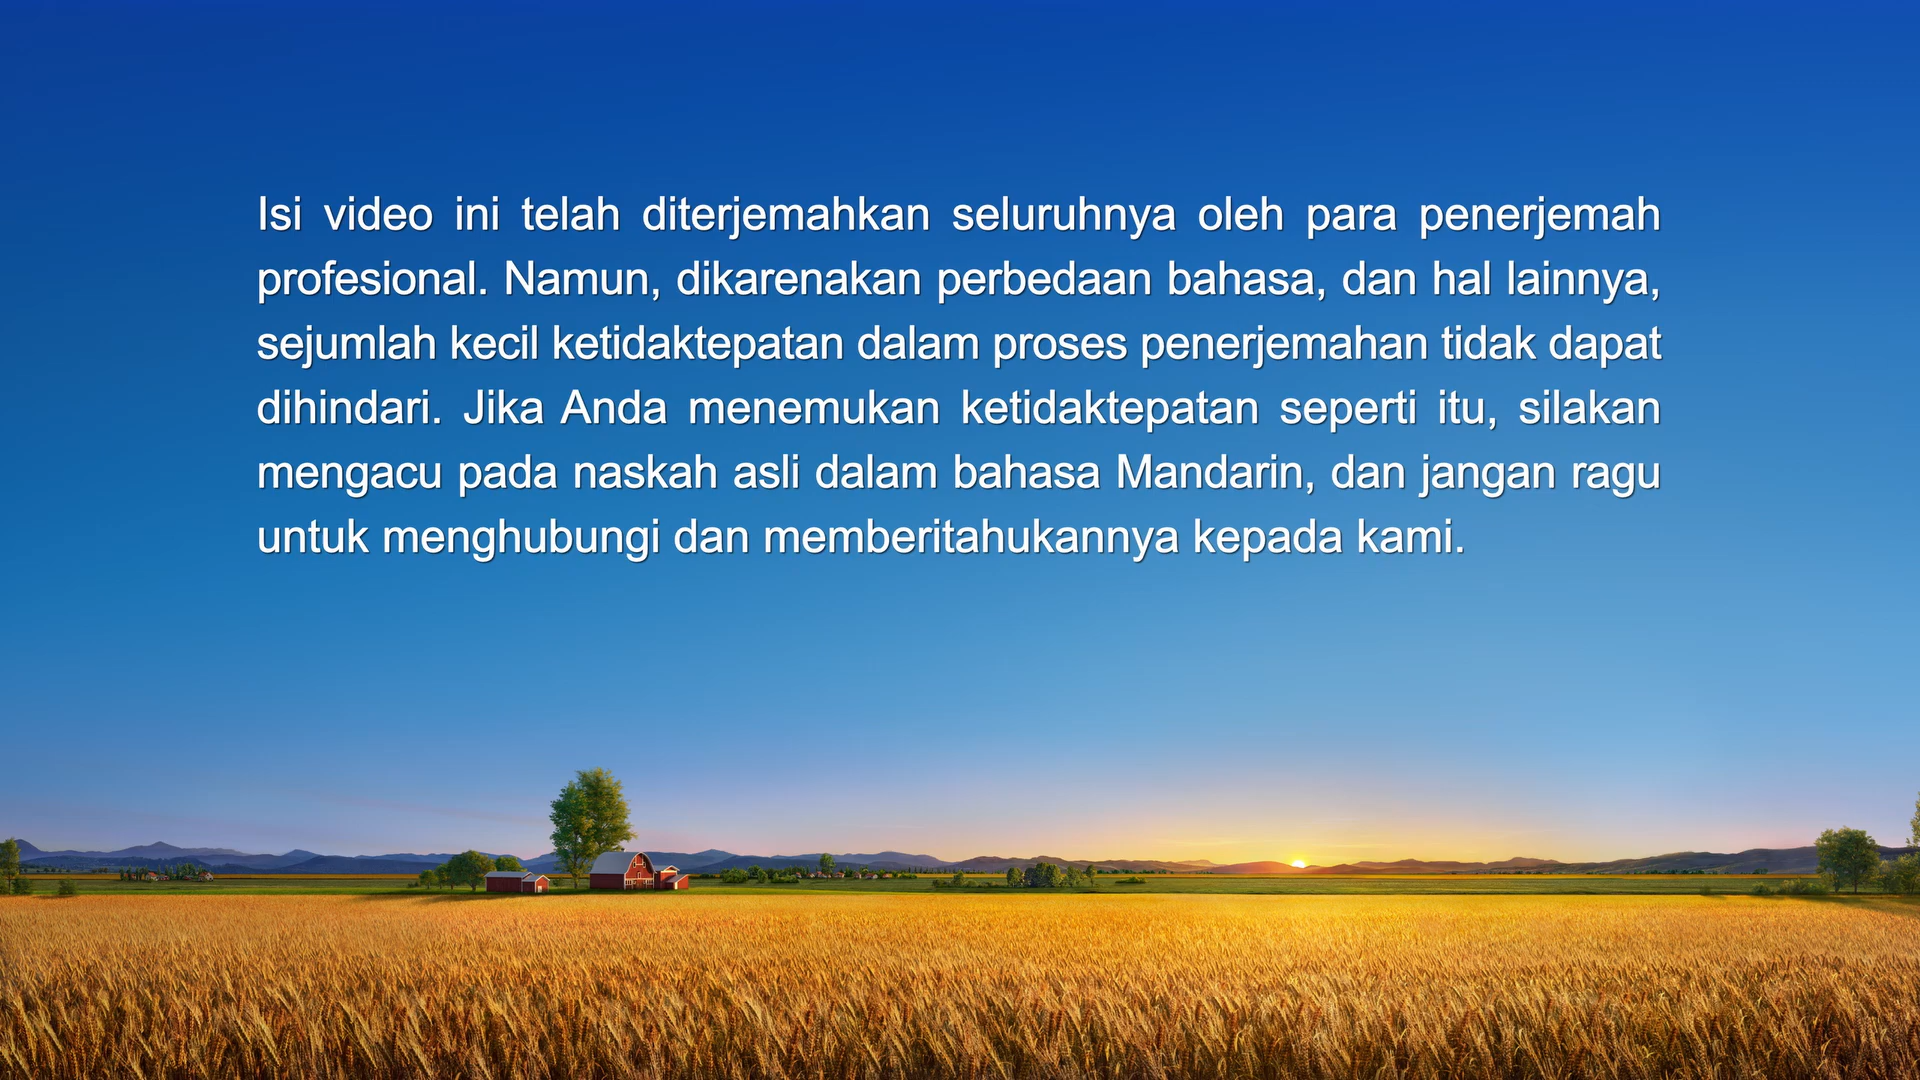 Isi video ini telah diterjemahkan seluruhnya oleh para penerjemah
profesional. Namun, dikarenakan perbedaan bahasa, dan hal lainnya,
sejumlah kecil ketidaktepatan dalam proses penerjemahan tidak dapat
dihindari. Jika Anda menemukan ketidaktepatan seperti itu, silakan
mengacu pada naskah asli dalam bahasa Mandarin, dan jangan ragu
untuk menghubungi dan memberitahukannya kepada kami.